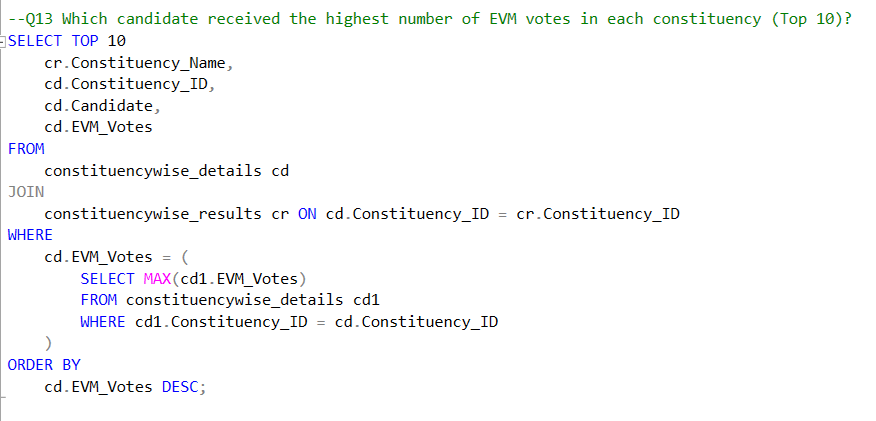 --Q13 Which candidate received the highest number of EVM votes in each constituency (Top 10)?
SELECT TOP 10
    cr.Constituency_Name,
    cd.Constituency_ID,
    cd.Candidate,
    cd.EVM_Votes
FROM
    constituencywise_details cd
JOIN
    constituencywise_results cr ON cd.Constituency_ID = cr.Constituency_ID
WHERE
    cd.EVM_Votes = (
        SELECT MAX(cd1.EVM_Votes)
        FROM constituencywise_details cd1
        WHERE cd1.Constituency_ID = cd.Constituency_ID
    )
ORDER BY
    cd.EVM_Votes DESC;